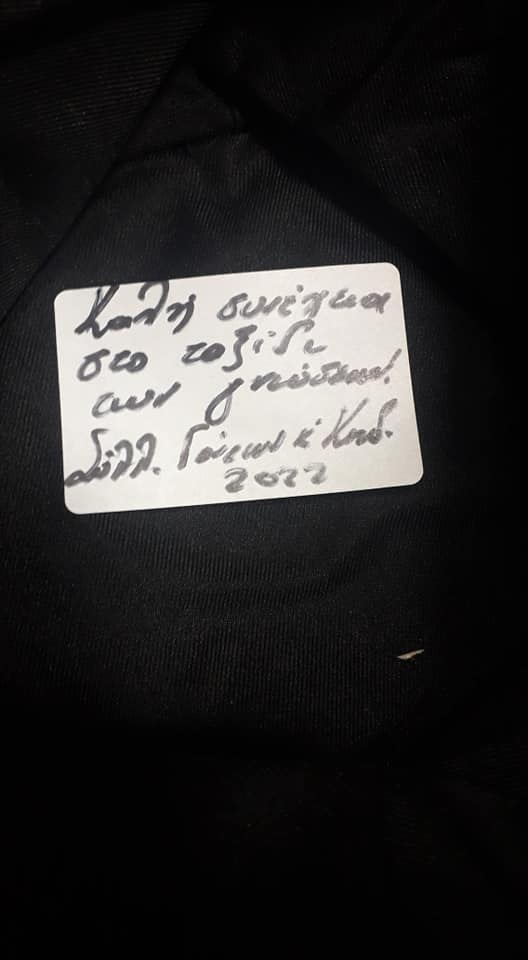 Καλή συνέχεια
στο ταξίδι
των γνώσεων.
Σύλλ. Γονέων κ Κηδ.
2022